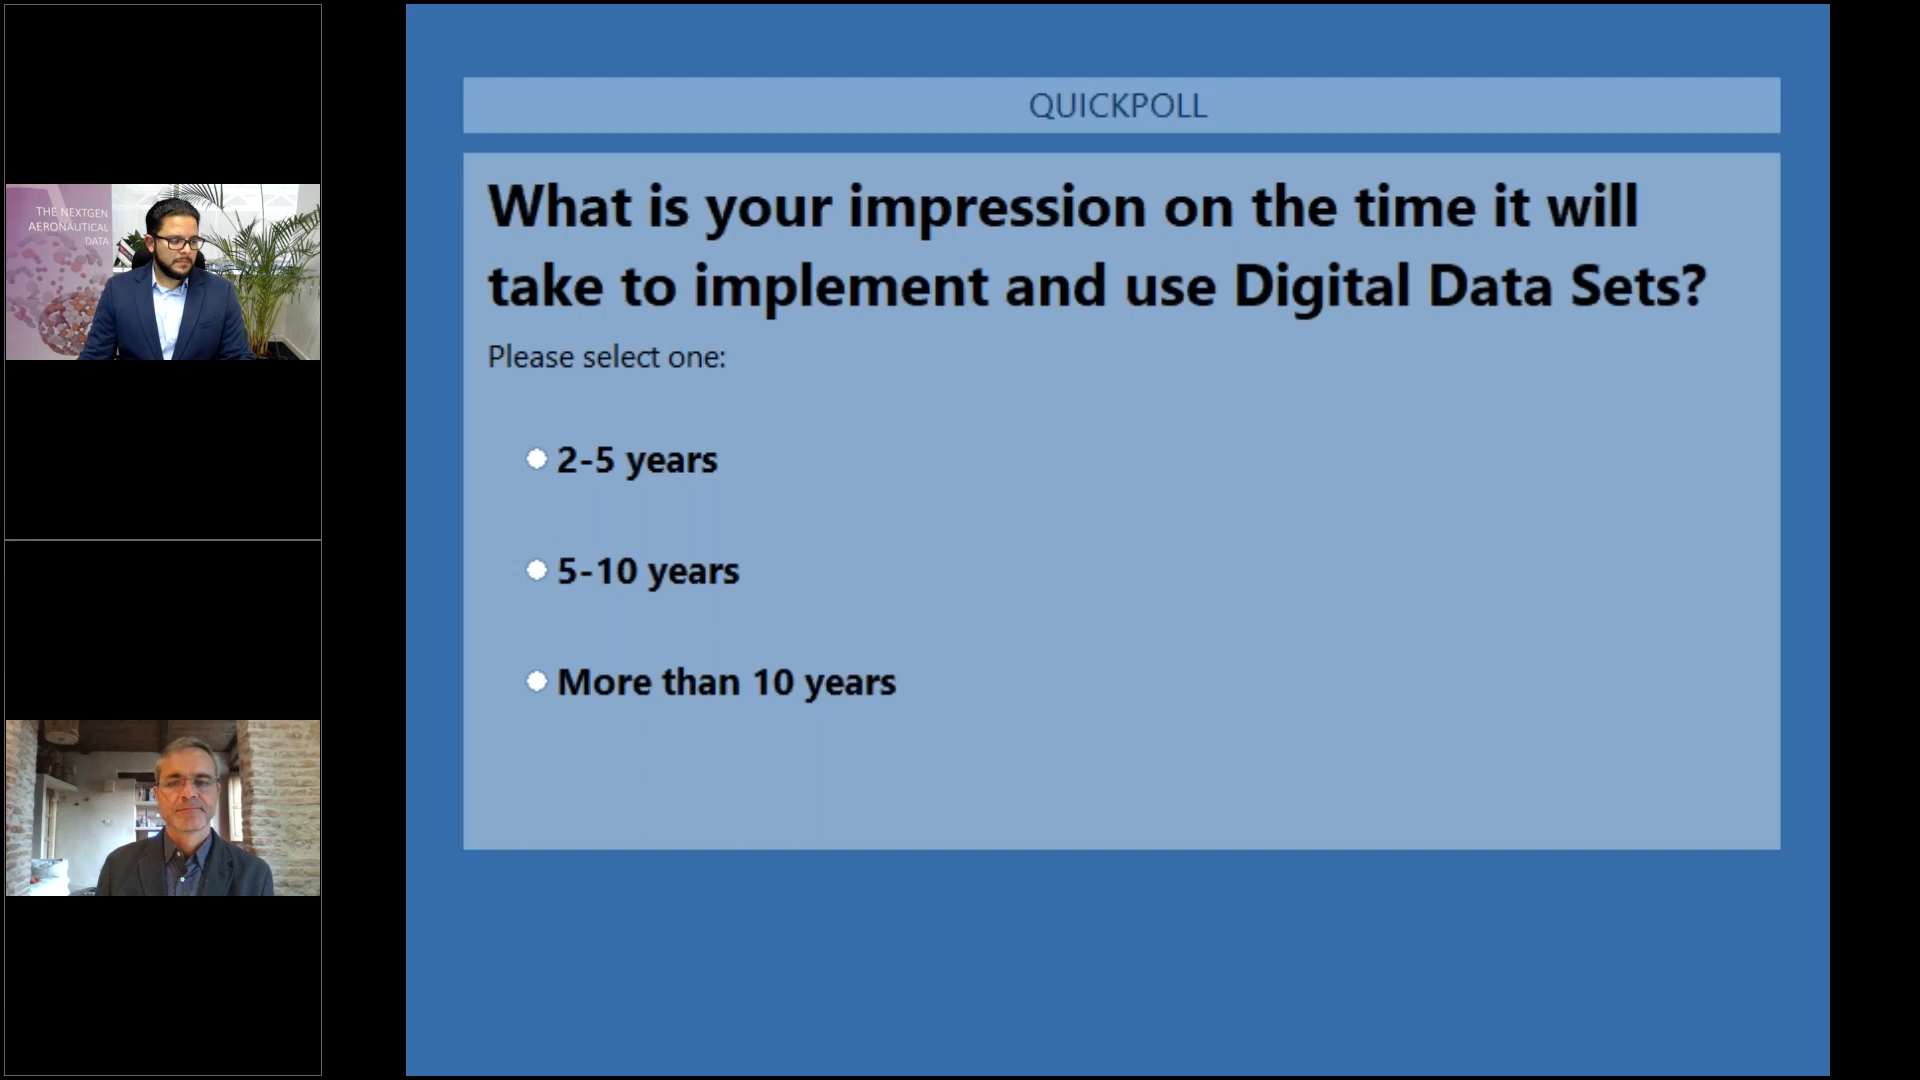 THE NEXTGEN
AERONAUTICAL
DATA
QUICKPOLL
What is your impression on the time it will
take to implement and use Digital Data Sets?
Please select one:
2-5 years
5-10 years
More than 10 years